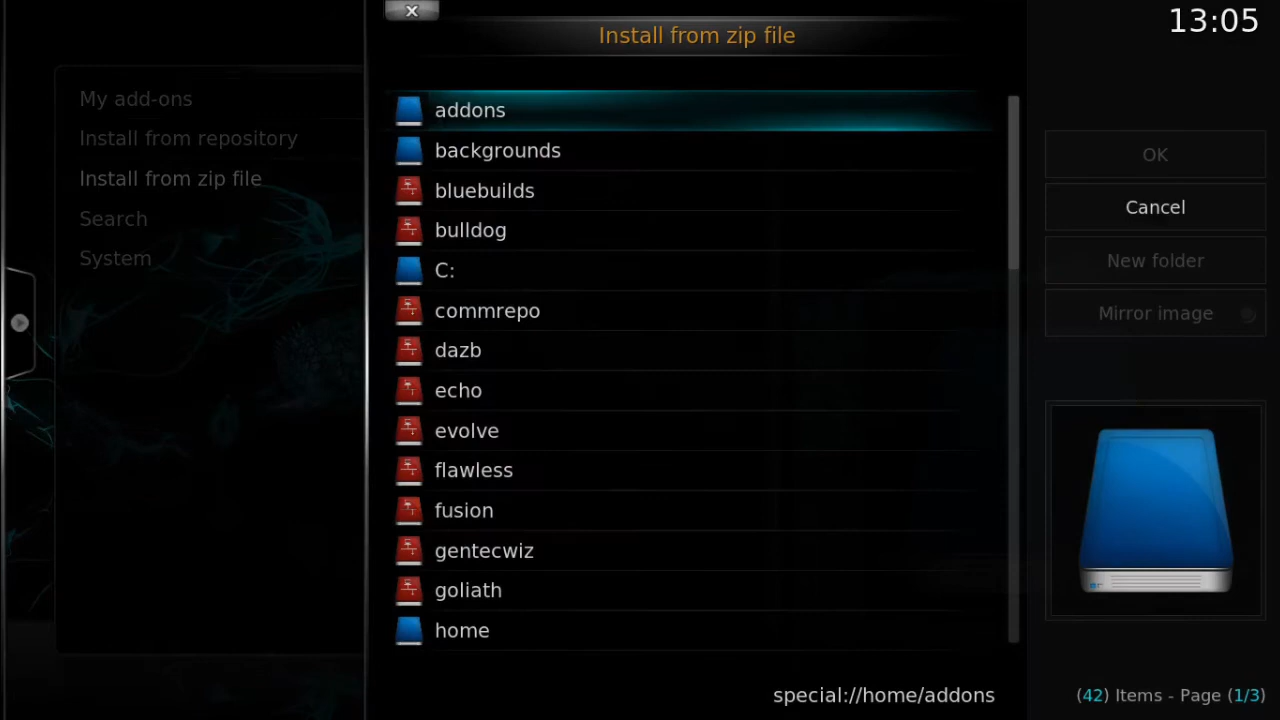 Install from zip file
13:05
My add-ons
Install from repository
Install from zip file
Search
System
addons
backgrounds
bluebuilds
bulldog
C:
commrepo
dazb
echo
evolve
flawless
fusion
gentecwiz
goliath
home
OK
Cancel
New folder
Mirror image
special://home/addons
(42) Items - Page (1/3)